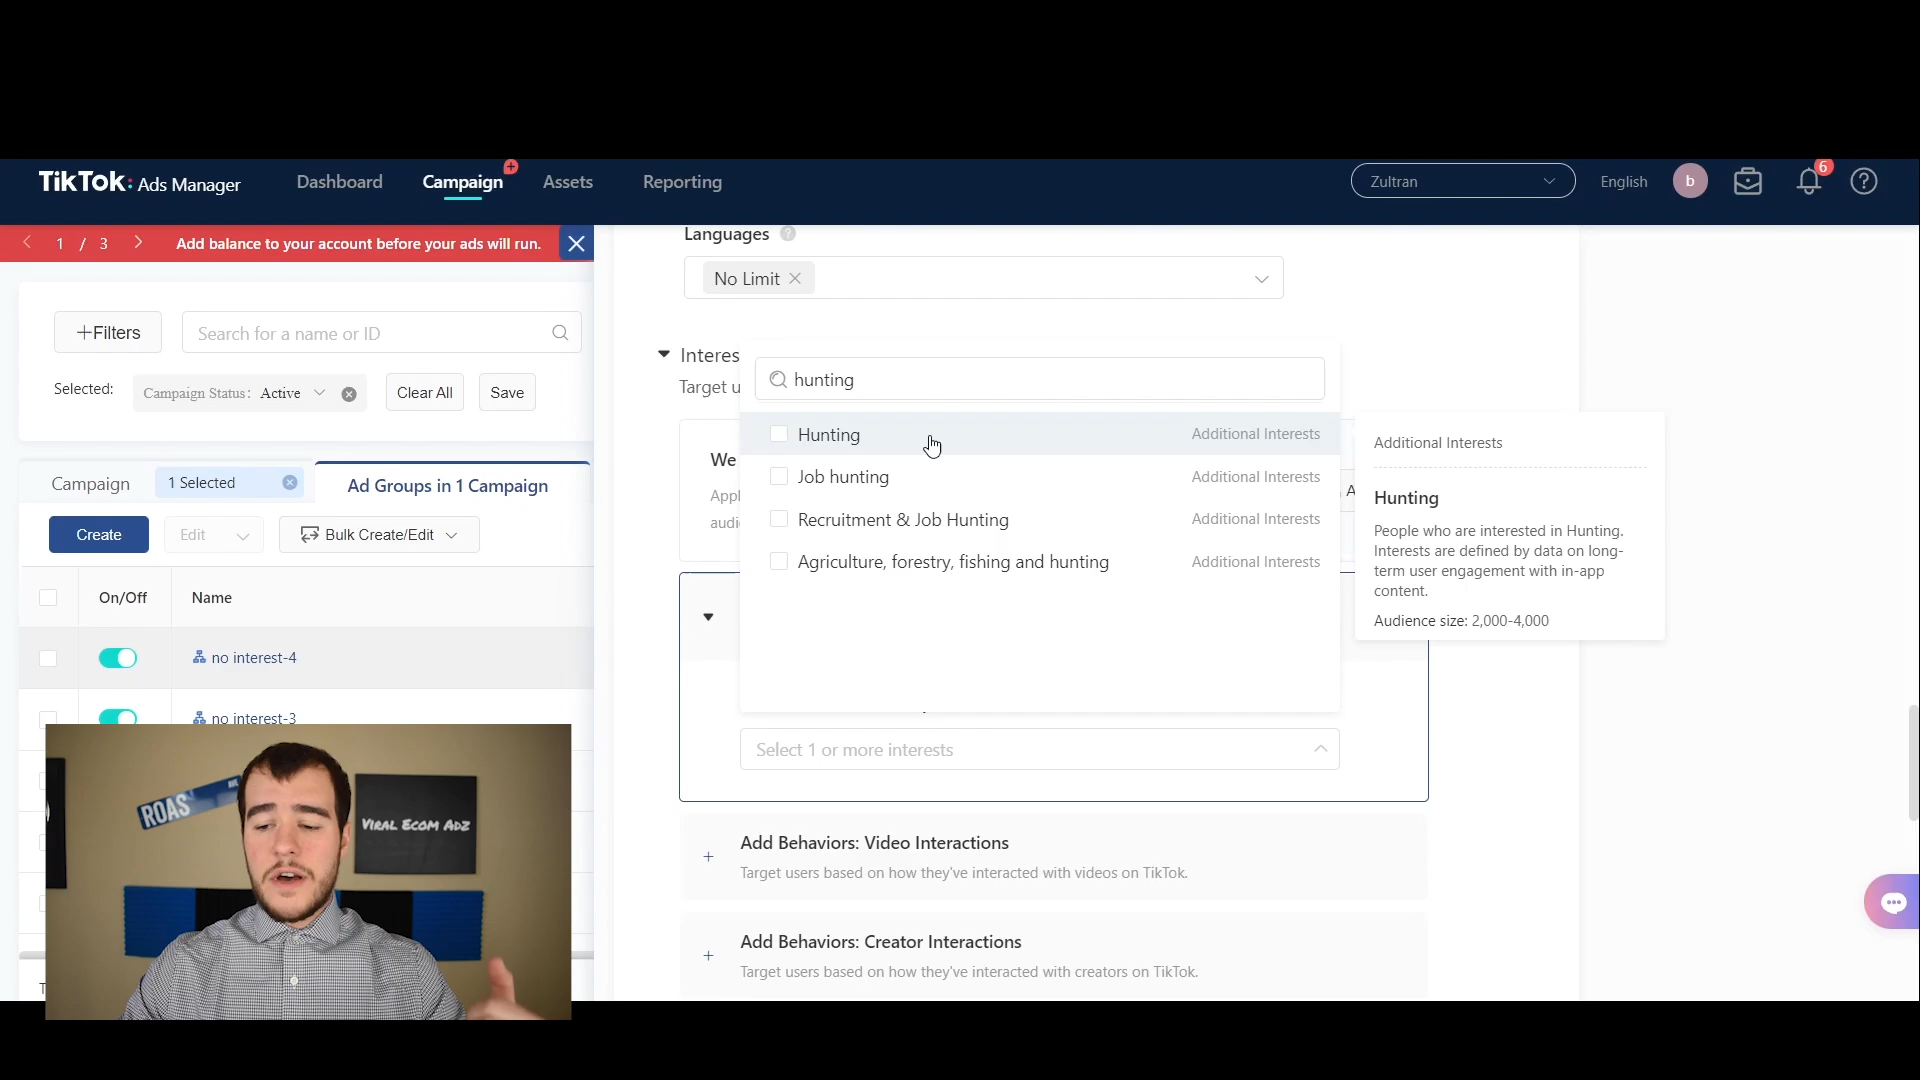 TikTok: Ads Manager
Dashboard
Campaign
Assets
Reporting
Zultran
English
b
6
1 / 3
Add balance to your account before your ads will run.
Languages
No Limit
+Filters
Search for a name or ID
Selected:
Campaign Status: Active
Clear All
Save
Interes
Target u
hunting
Hunting
Additional Interests
Job hunting
Additional Interests
Recruitment & Job Hunting
Additional Interests
Agriculture, forestry, fishing and hunting
Additional Interests
We
Appl
audie
A
Additional Interests
Hunting
People who are interested in Hunting.
Interests are defined by data on long-
term user engagement with in-app
content.
Audience size: 2,000-4,000
Campaign
1 Selected
Ad Groups in 1 Campaign
Create
Edit
Bulk Create/Edit
On/Off
Name
no interest-4
no interest-3
Select 1 or more interests
Add Behaviors: Video Interactions
Target users based on how they've interacted with videos on TikTok.
Add Behaviors: Creator Interactions
Target users based on how they've interacted with creators on TikTok.
ROAS AVE
VIRAL ECOM ADZ